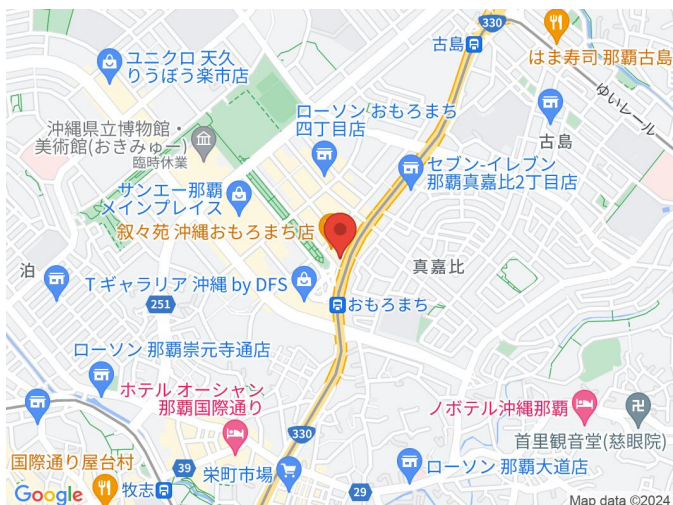 330
古島
はま寿司 那覇古島
ユニクロ 天久
りうぼう楽市店
ゆいレール
ローソン おもろまち
四丁目店
古島
沖縄県立博物館・
美術館(おきみゅー)
臨時休業
セブン-イレブン
那覇真嘉比2丁目店
サンエー那覇
メインプレイス
叙々苑 沖縄おもろまち店
真嘉比
泊
Tギャラリア 沖縄 by DFS
251
おもろまち
330
ローソン 那覇崇元寺通店
ホテル オーシャン
那覇国際通り
ノボテル沖縄那覇
首里観音堂(慈眼院)
330
国際通り屋台村
39
栄町市場
ローソン 那覇大道店
29
牧志
Google
Map data ©2024